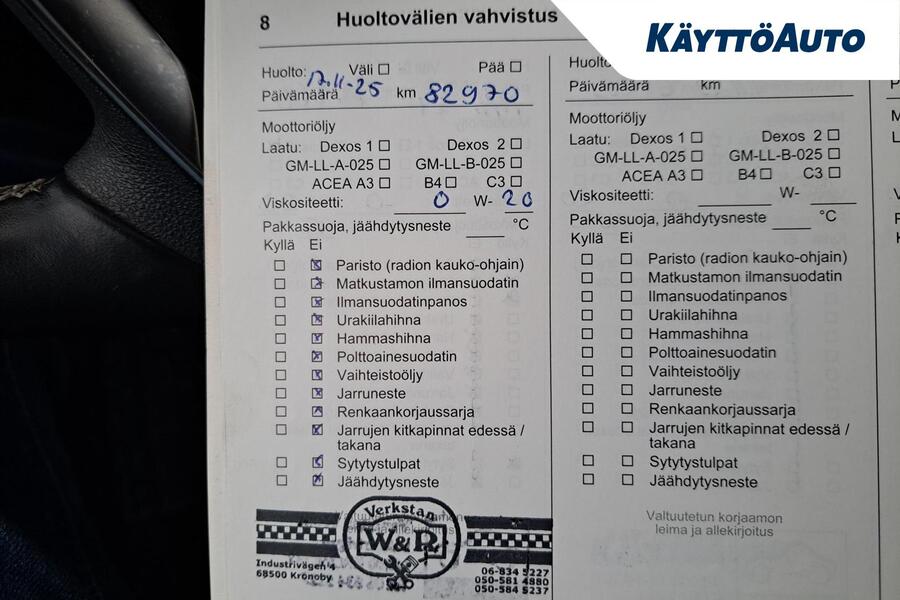 8 Huoltovälien vahvistus
KÄYTTÖAUTO
Huolto: Väli ☐ Pää ☐
Päivämäärä 17.11-25 km 82970
Moottoriöljy
Laatu: Dexos 1 ☐ Dexos 2 ☐
GM-LL-A-025 ☐ GM-LL-B-025 ☐
ACEA A3 ☐ B4 ☐ C3 ☐
Viskositeetti: 0 W- 20
Pakkassuoja, jäähdytysneste °C
Kyllä Ei
☐ ☒ Paristo (radion kauko-ohjain)
☐ ☒ Matkustamon ilmansuodatin
☐ ☒ Ilmansuodatinpanos
☐ ☒ Urakiilahihna
☐ ☒ Hammashihna
☐ ☒ Polttoainesuodatin
☐ ☒ Vaihteistoöljy
☐ ☒ Jarruneste
☐ ☒ Renkaankorjaussarja
☐ ☒ Jarrujen kitkapinnat edessä /
takana
☐ ☒ Sytytystulpat
☐ ☒ Jäähdytysneste
Verkstan
W&R
Industrivägen 4
68500 Kronoby
06-834 5227
050-581 4880
050-584 5237
Päivämäärä km
Moottoriöljy
Laatu: Dexos 1 ☐ Dexos 2 ☐
GM-LL-A-025 ☐ GM-LL-B-025 ☐
ACEA A3 ☐ B4 ☐ C3 ☐
Viskositeetti: W-
Pakkassuoja, jäähdytysneste °C
Kyllä Ei
☐ ☐ Paristo (radion kauko-ohjain)
☐ ☐ Matkustamon ilmansuodatin
☐ ☐ Ilmansuodatinpanos
☐ ☐ Urakiilahihna
☐ ☐ Hammashihna
☐ ☐ Polttoainesuodatin
☐ ☐ Vaihteistoöljy
☐ ☐ Jarruneste
☐ ☐ Renkaankorjaussarja
☐ ☐ Jarrujen kitkapinnat edessä /
takana
☐ ☐ Sytytystulpat
☐ ☐ Jäähdytysneste
Valtuutetun korjaamon
leima ja allekirjoitus